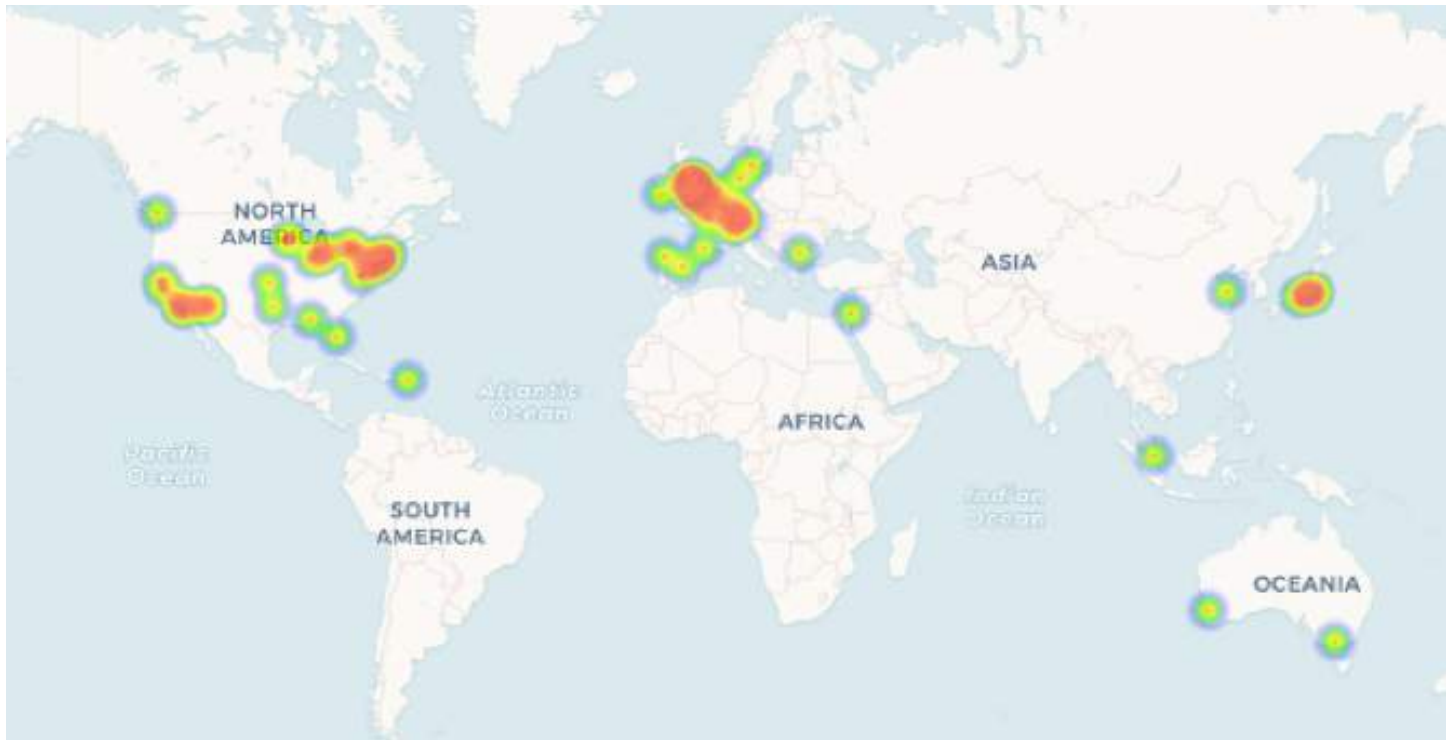 NORTH
AMERICA
ASIA
Atlantic
Ocean
AFRICA
Pacific
Ocean
Indian
Ocean
SOUTH
AMERICA
OCEANIA